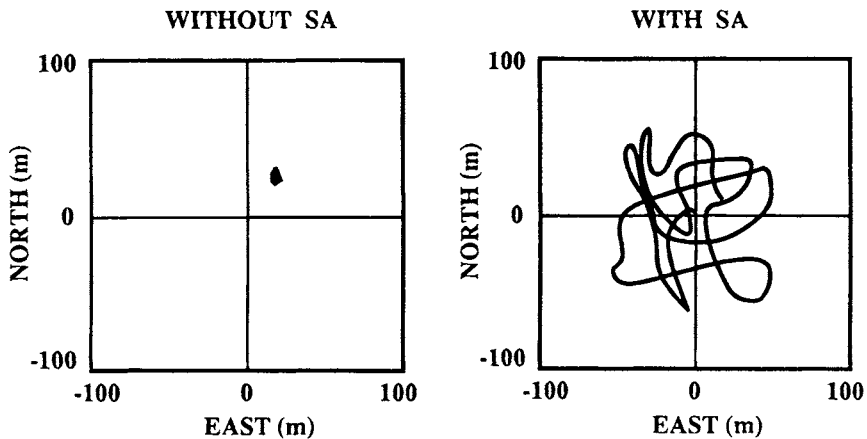 WITHOUT SA
100
0
-100
NORTH (m)
-100 0 100
EAST (m)
WITH SA
100
0
-100
NORTH (m)
-100 0 100
EAST (m)